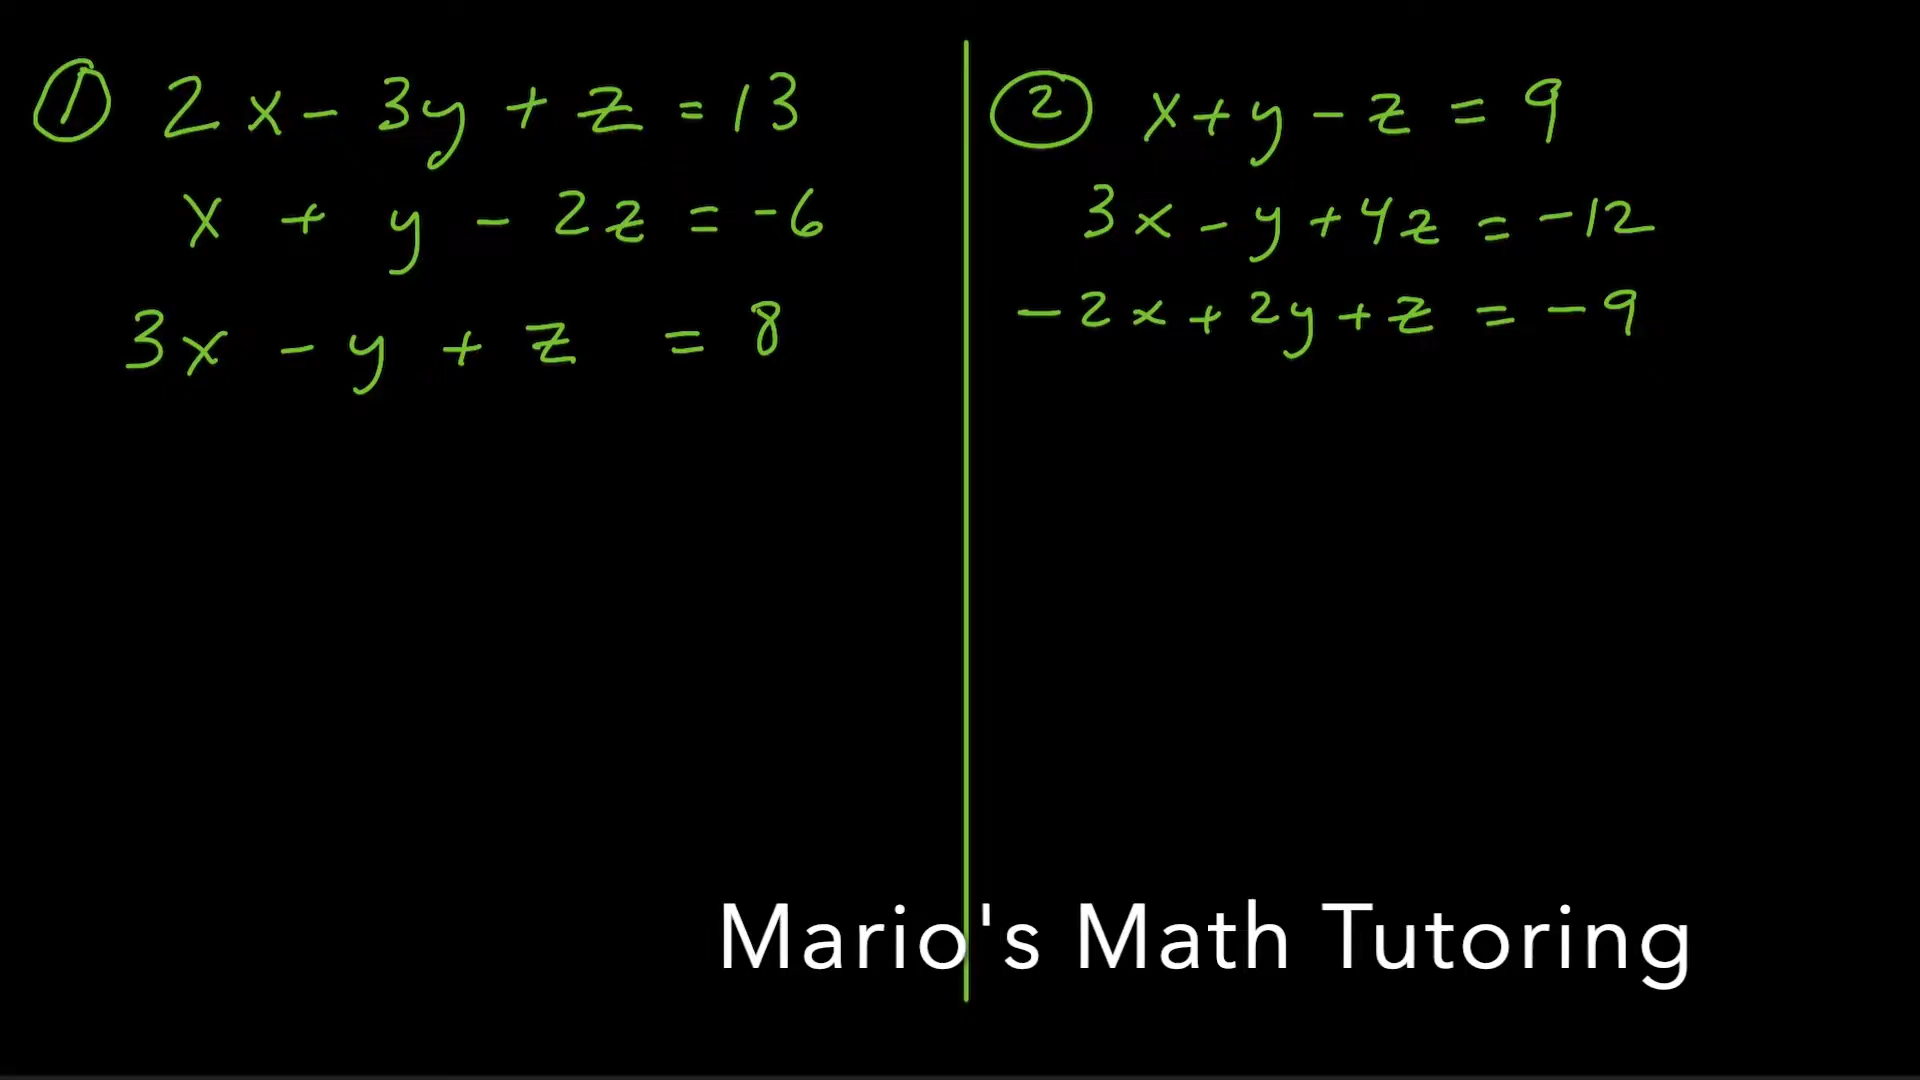 ① 2x - 3y + z = 13
x + y - 2z = -6
3x - y + z = 8
② x + y - z = 9
3x - y + 4z = -12
-2x + 2y + z = -9
Mario's Math Tutoring